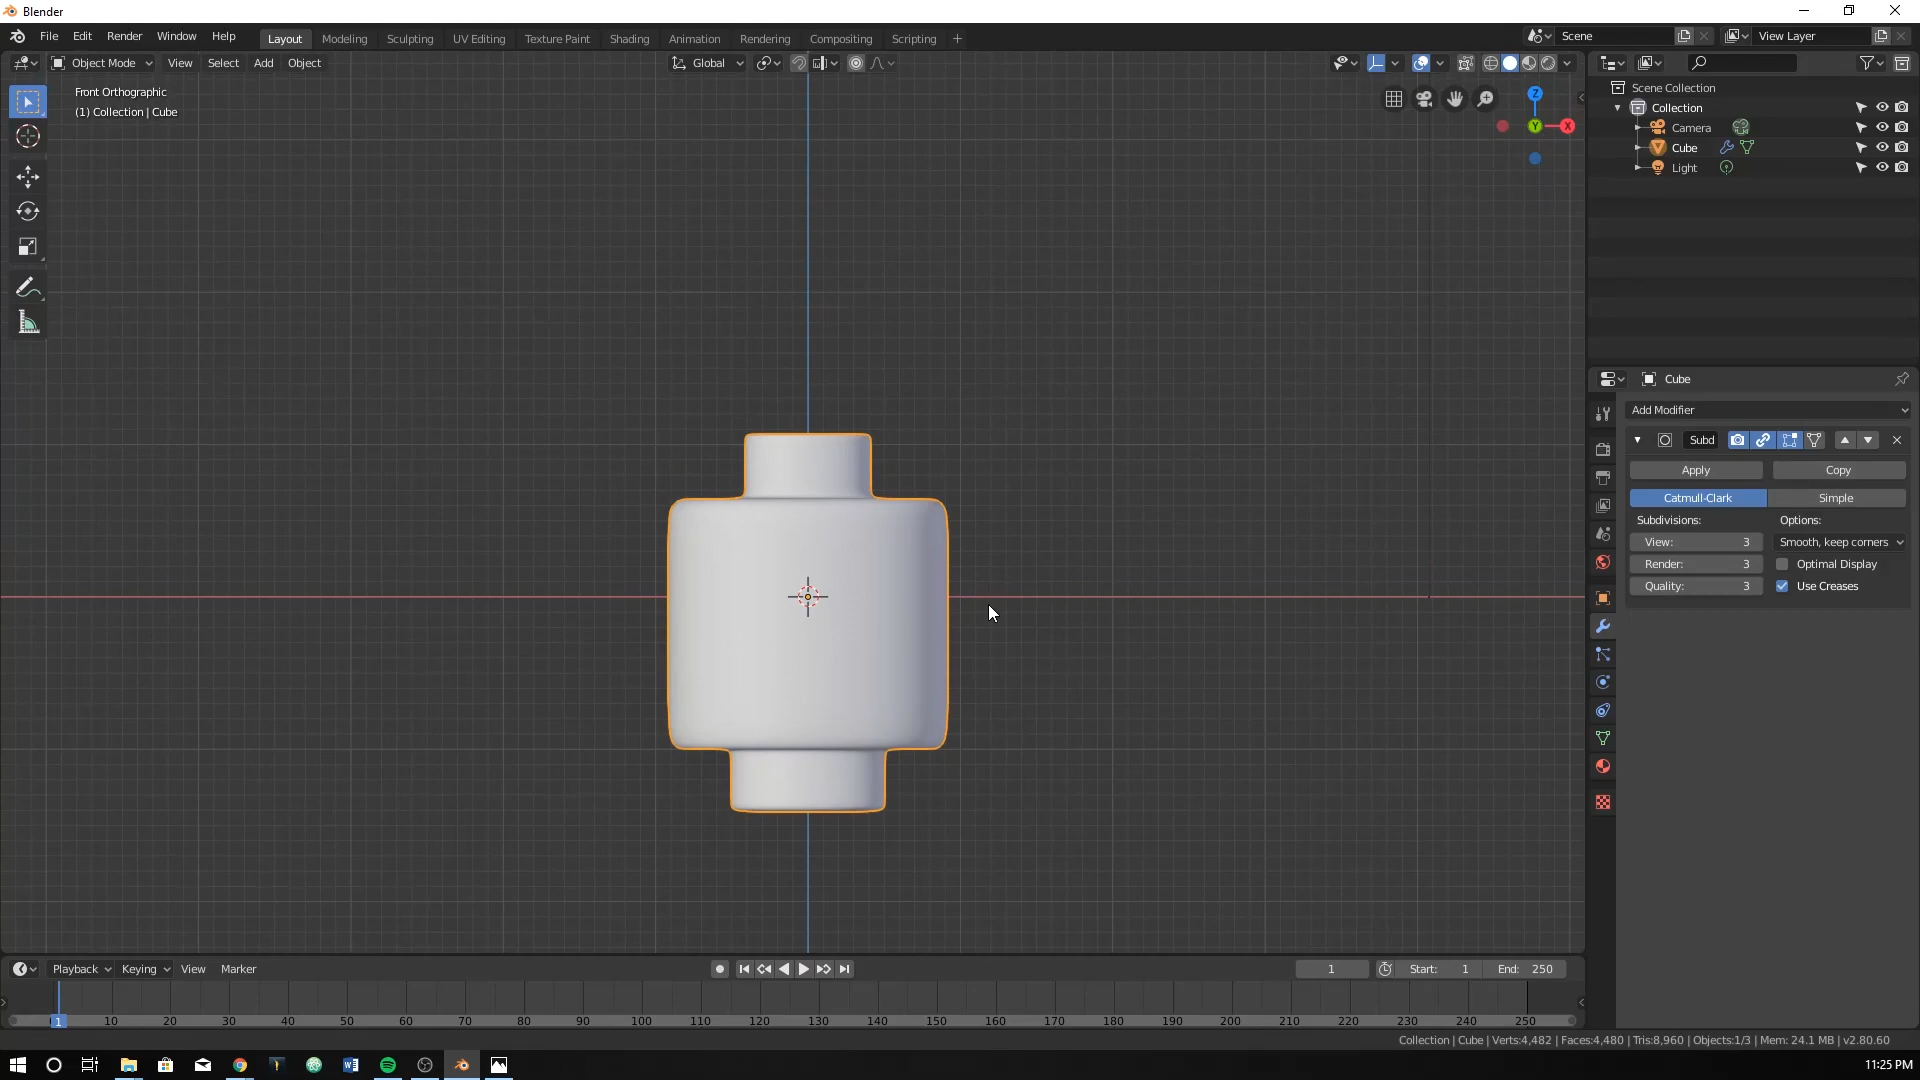 Blender
File Edit Render Window Help
Layout Modeling Sculpting UV Editing Texture Paint Shading Animation Rendering Compositing Scripting +
Scene
View Layer
Object Mode View Select Add Object
Global
Front Orthographic
(1) Collection | Cube
Z
Y
X
Scene Collection
Collection
Camera
Cube
Light
Cube
Add Modifier
Subd
Apply Copy
Catmull-Clark Simple
Subdivisions: Options:
View: 3 Smooth, keep corners
Render: 3 Optimal Display
Quality: 3 Use Creases
Playback Keying View Marker
1 Start: 1 End: 250
1 10 20 30 40 50 60 70 80 90 100 110 120 130 140 150 160 170 180 190 200 210 220 230 240 250
Collection | Cube | Verts:4,482 | Faces:4,480 | Tris:8,960 | Objects:1/3 | Mem: 24.1 MB | v2.80.60
11:25 PM